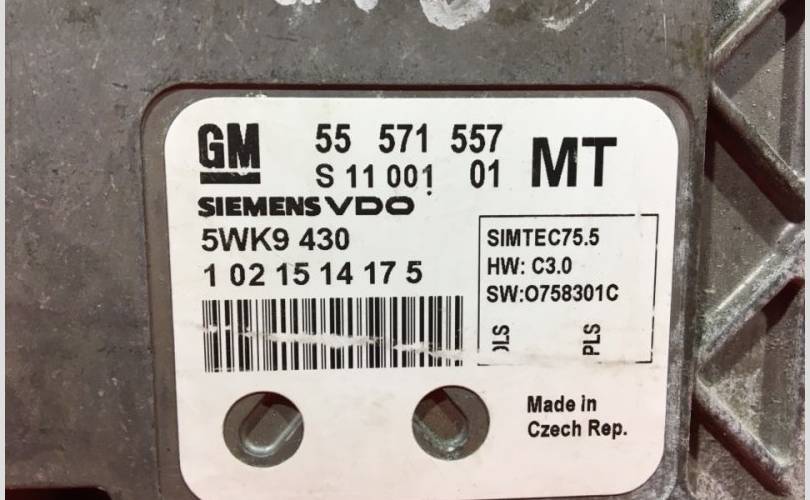 GM 55 571 557 MT
S 11 001 01
SIEMENS VDO
5WK9 430
1 02 15 14 17 5
SIMTEC75.5
HW: C3.0
SW:O758301C
PLS
Made in
Czech Rep.